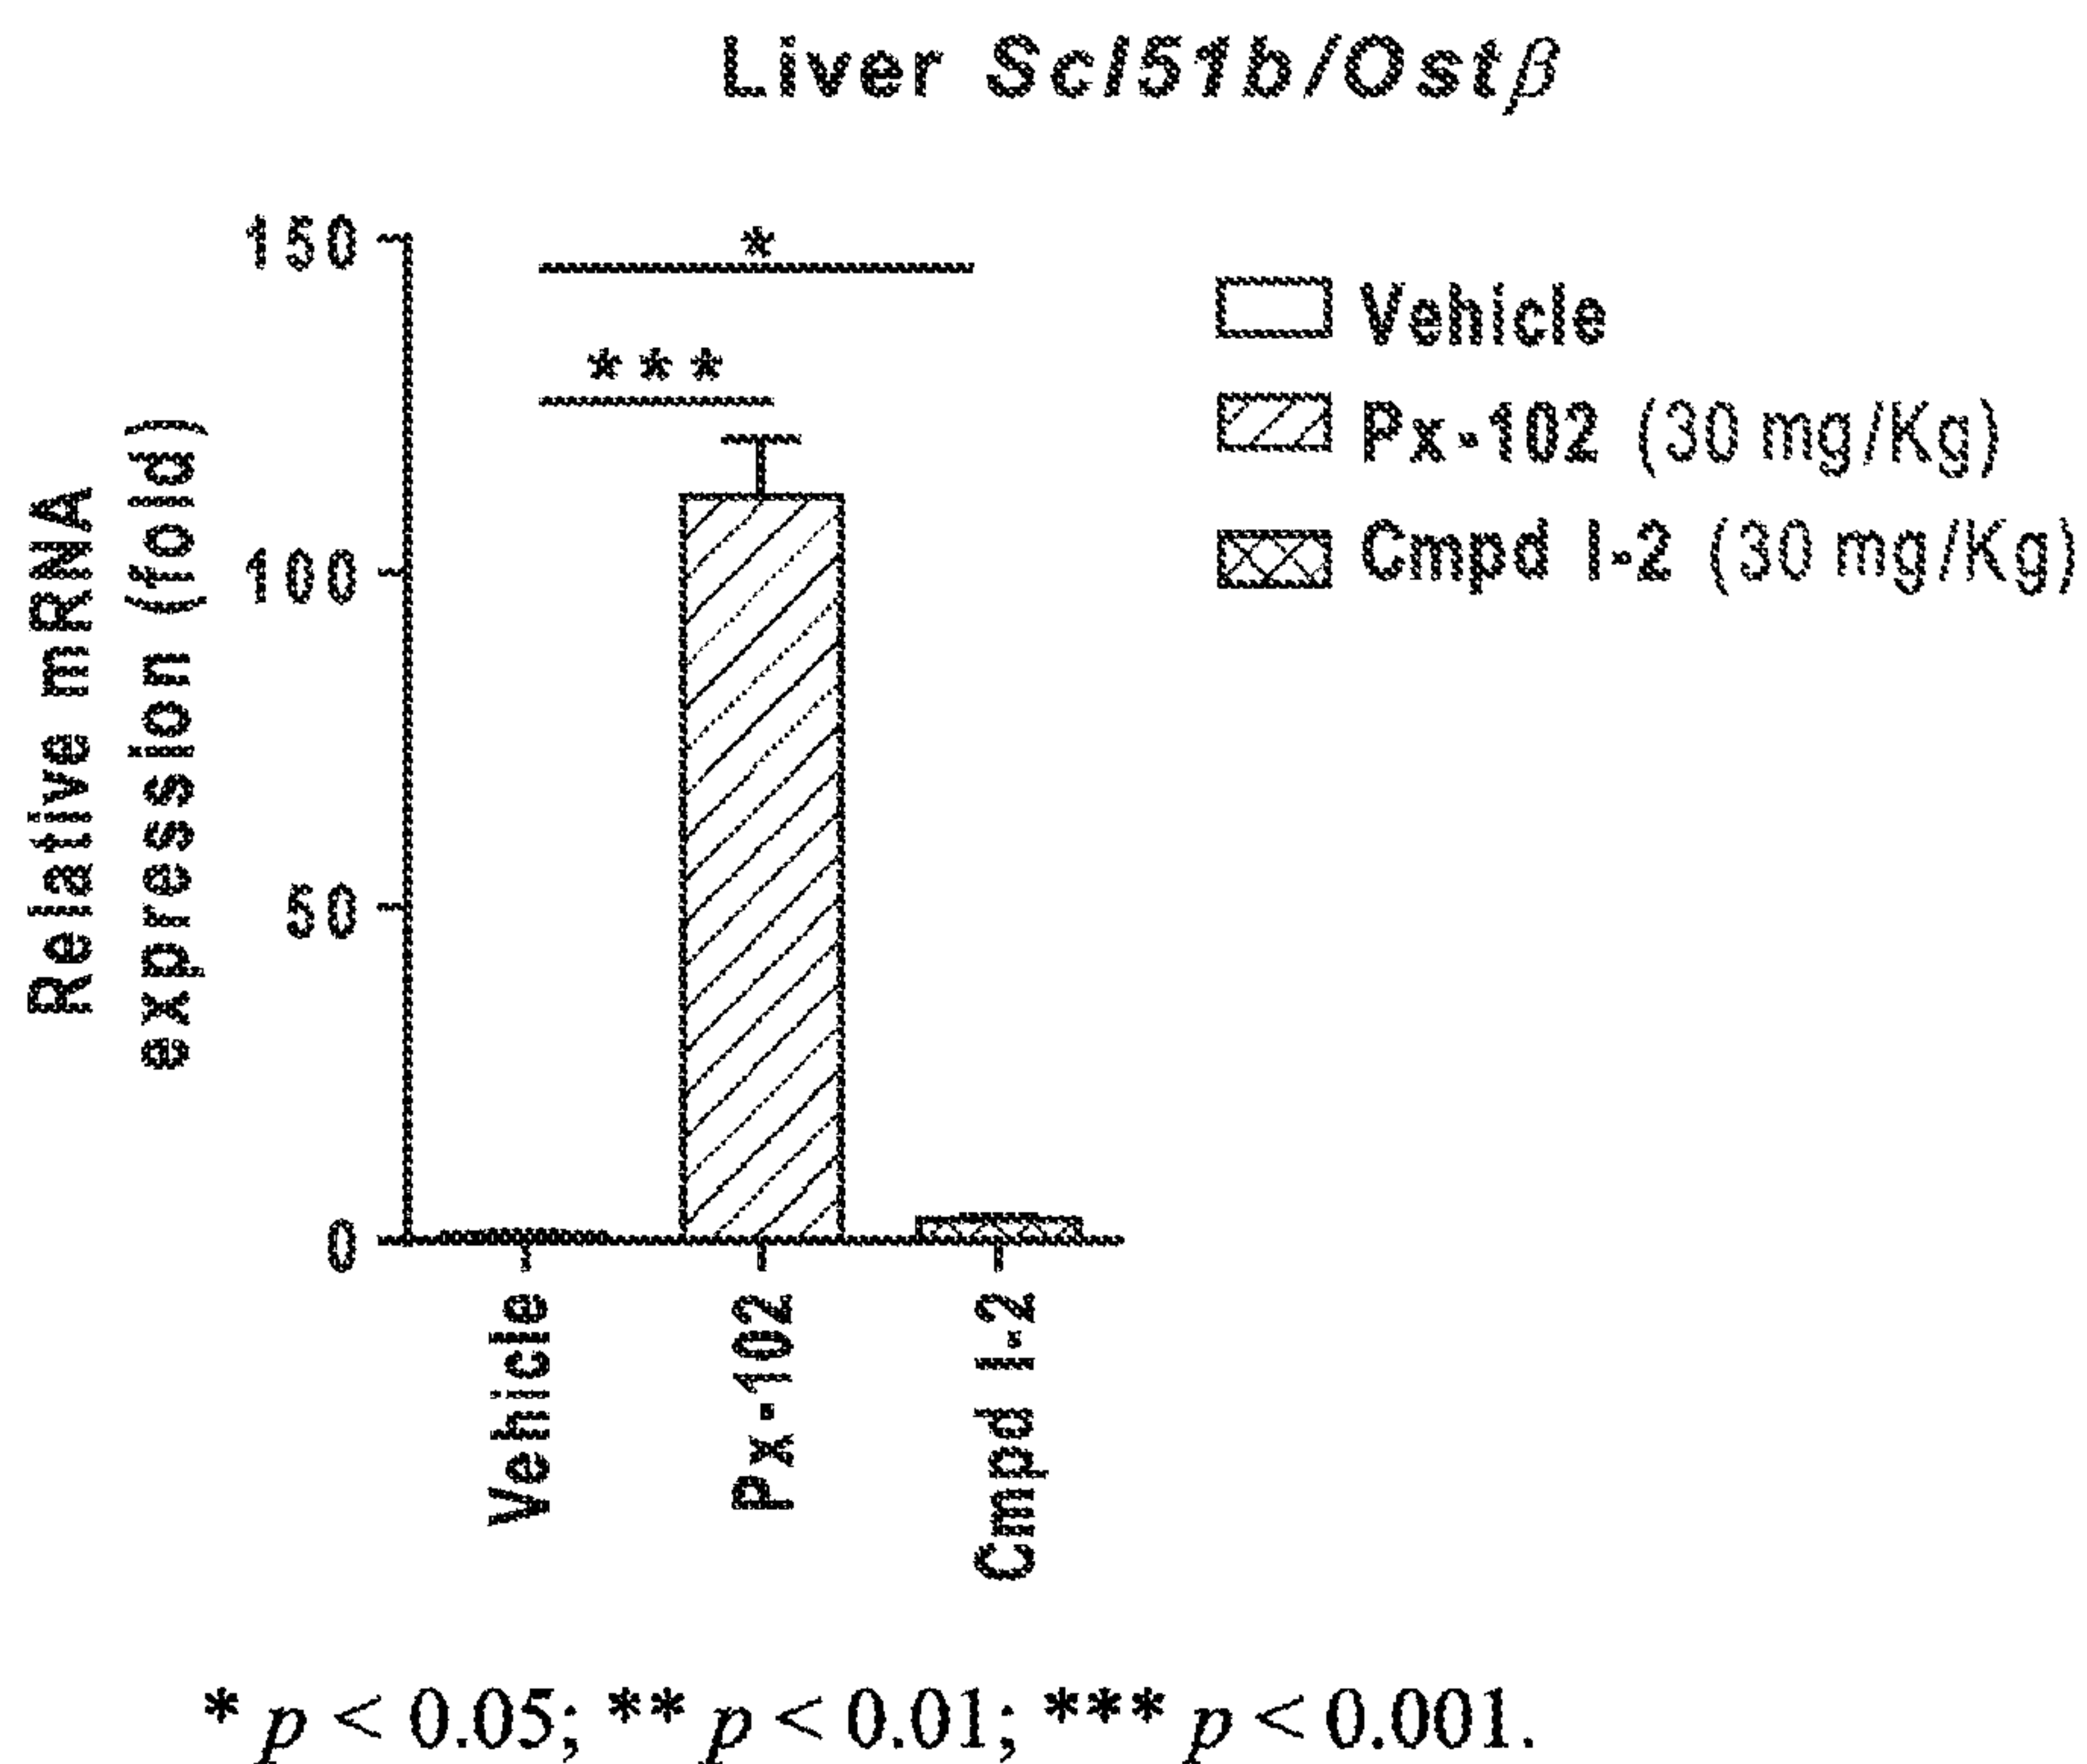 Liver Scl51b/Ostβ
Relative mRNA
expression (fold)
150
100
50
0
*
***
Vehicle
Px-102 (30 mg/Kg)
Cmpd I-2 (30 mg/Kg)
Vehicle
Px-102
Cmpd I-2
* p < 0.05; ** p < 0.01; *** p < 0.001.